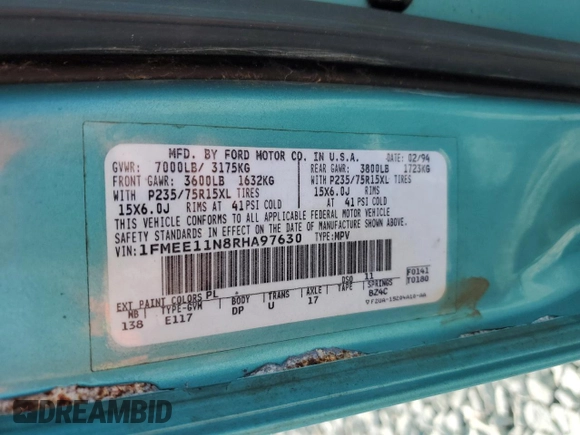 MFD. BY FORD MOTOR CO. IN U.S.A.
DATE: 02/94
GVWR: 7000LB/ 3175KG
FRONT GAWR: 3600LB 1632KG
REAR GAWR: 3800LB 1723KG
WITH P235/75R15XL TIRES
WITH P235/75R15XL TIRES
15X6.0J RIMS AT 41 PSI COLD
15X6.0J RIMS
AT 41 PSI COLD
THIS VEHICLE CONFORMS TO ALL APPLICABLE FEDERAL MOTOR VEHICLE
SAFETY STANDARDS IN EFFECT ON THE DATE OF MANUFACTURE SHOWN ABOVE.
VIN: 1FMEE11N8RHA97630 TYPE: MPV
F0141
T0180
EXT PAINT COLORS PL DSO 11
WB TYPE-GVW BODY TRANS AXLE TAPE SPRINGS
138 E117 DP U 17 BZ4C
DREAMBID